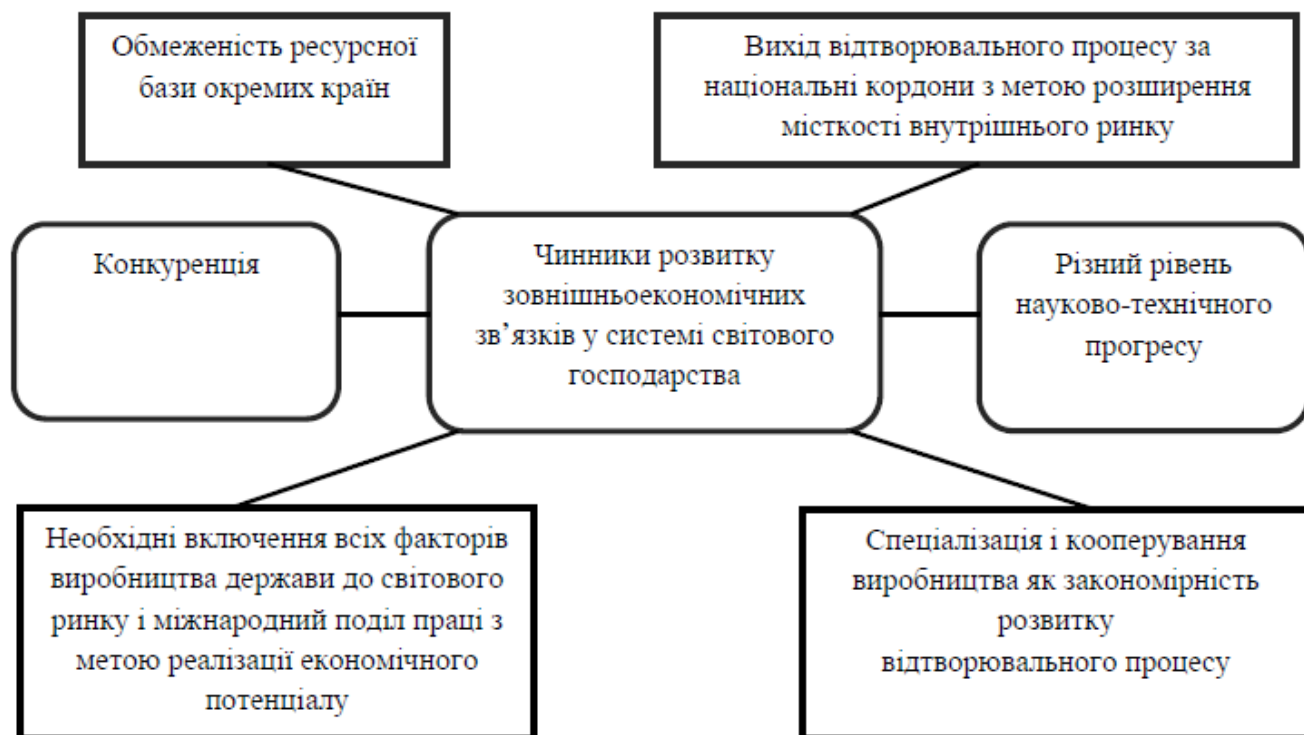 Обмеженість ресурсної
бази окремих країн
Вихід відтворювального процесу за
національні кордони з метою розширення
місткості внутрішнього ринку
Конкуренція
Чинники розвитку
зовнішньоекономічних
зв’язків у системі світового
господарства
Різний рівень
науково-технічного
прогресу
Необхідні включення всіх факторів
виробництва держави до світового
ринку і міжнародний поділ праці з
метою реалізації економічного
потенціалу
Спеціалізація і кооперування
виробництва як закономірність
розвитку
відтворювального процесу